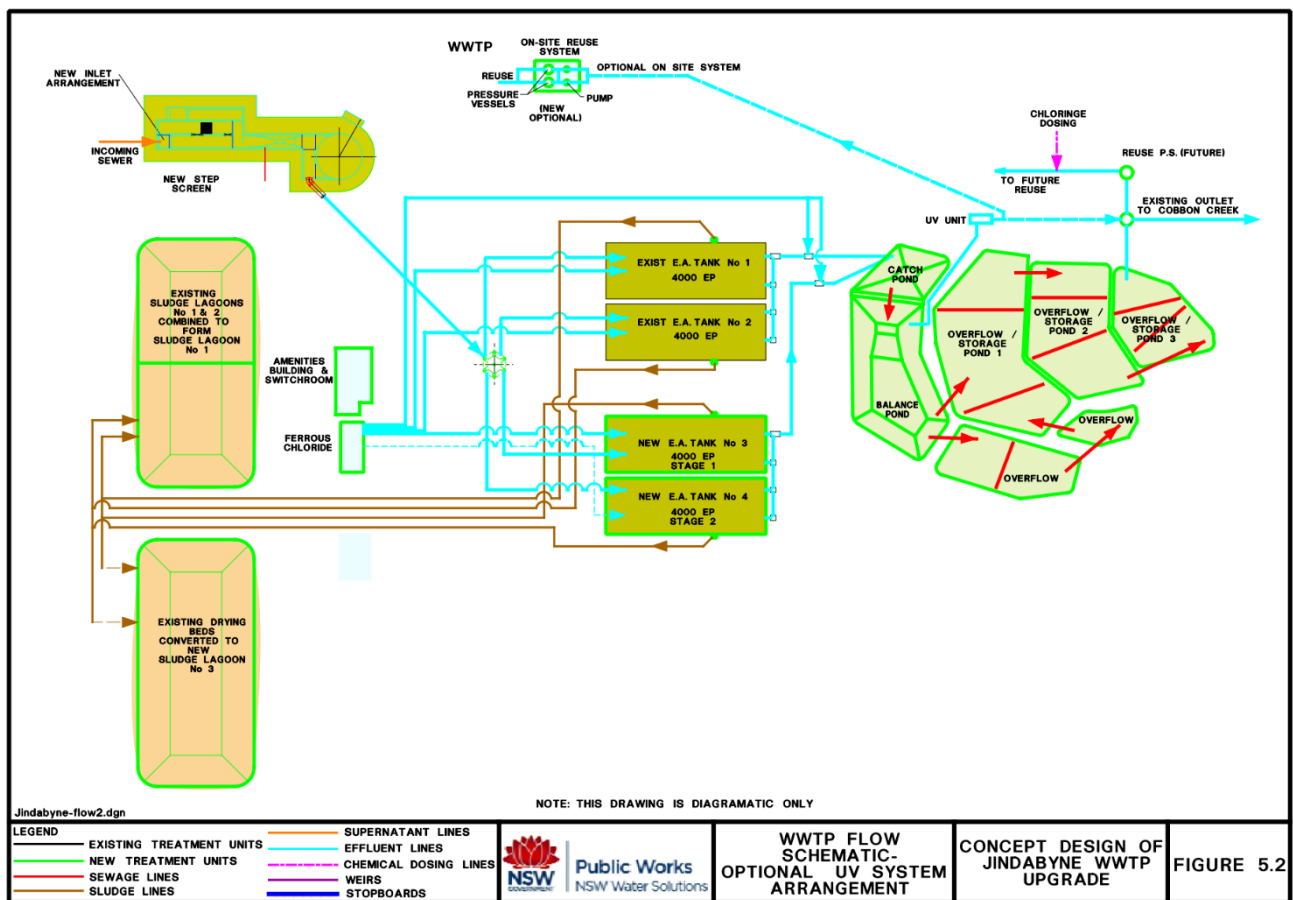 WWTP
ON-SITE REUSE
SYSTEM
REUSE
OPTIONAL ON SITE SYSTEM
PRESSURE
VESSELS
PUMP
(NEW
OPTIONAL)
NEW INLET
ARRANGEMENT
INCOMING
SEWER
NEW STEP
SCREEN
CHLORINGE
DOSING
REUSE P.S. (FUTURE)
TO FUTURE
REUSE
UV UNIT
EXISTING OUTLET
TO COBBON CREEK
EXISTING
SLUDGE LAGOONS
No 1 & 2
COMBINED TO
FORM
SLUDGE LAGOON
No 1
AMENITIES
BUILDING &
SWITCHROOM
FERROUS
CHLORIDE
EXIST E.A. TANK No 1
4000 EP
EXIST E.A. TANK No 2
4000 EP
NEW E.A. TANK No 3
4000 EP
STAGE 1
NEW E.A. TANK No 4
4000 EP
STAGE 2
CATCH
POND
BALANCE
POND
OVERFLOW /
STORAGE
POND 1
OVERFLOW /
STORAGE
POND 2
OVERFLOW /
STORAGE
POND 3
OVERFLOW
OVERFLOW
EXISTING DRYING
BEDS
CONVERTED TO
NEW
SLUDGE LAGOON
No 3
NOTE: THIS DRAWING IS DIAGRAMATIC ONLY
Jindabyne-flow2.dgn
LEGEND
EXISTING TREATMENT UNITS
NEW TREATMENT UNITS
SEWAGE LINES
SLUDGE LINES
SUPERNATANT LINES
EFFLUENT LINES
CHEMICAL DOSING LINES
WEIRS
STOPBOARDS
NSW
GOVERNMENT
Public Works
NSW Water Solutions
WWTP FLOW
SCHEMATIC-
OPTIONAL UV SYSTEM
ARRANGEMENT
CONCEPT DESIGN OF
JINDABYNE WWTP
UPGRADE
FIGURE 5.2